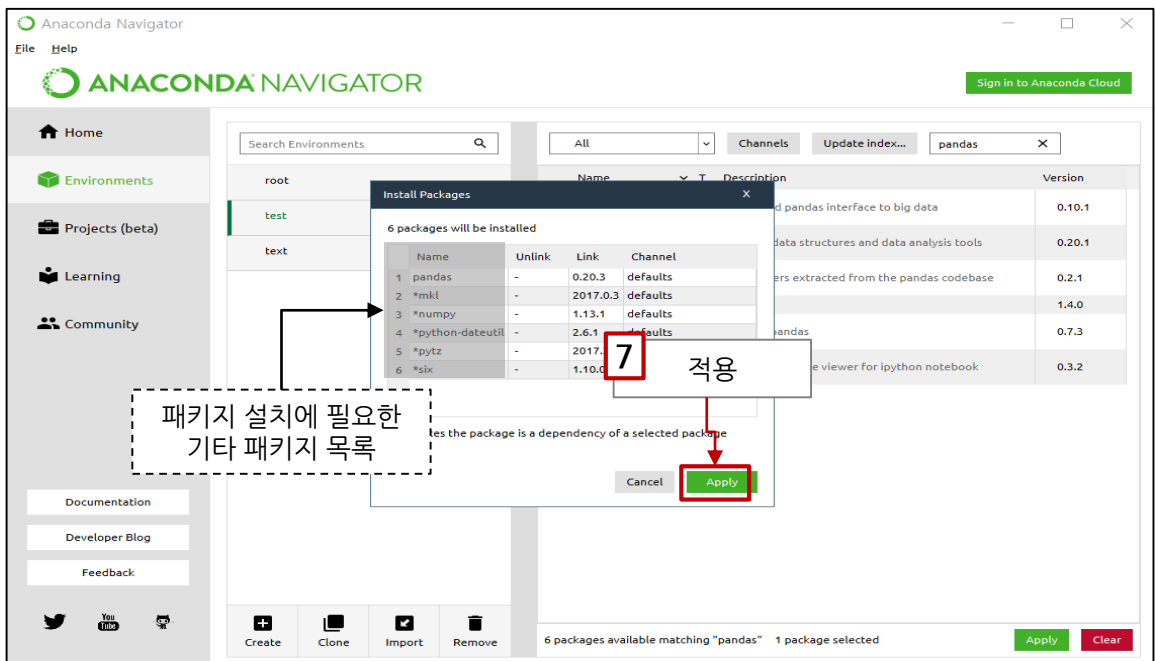 Anaconda Navigator
File Help
ANACONDA NAVIGATOR
Sign in to Anaconda Cloud
Home
Environments
Projects (beta)
Learning
Community
Documentation
Developer Blog
Feedback
You
Tube
Search Environments
root
test
text
Create Clone Import Remove
All
Channels
Update index...
pandas
Name T Description Version
d pandas interface to big data 0.10.1
data structures and data analysis tools 0.20.1
ers extracted from the pandas codebase 0.2.1
1.4.0
pandas 0.7.3
e viewer for ipython notebook 0.3.2
Install Packages
6 packages will be installed
Name Unlink Link Channel
1 pandas - 0.20.3 defaults
2 *mkl - 2017.0.3 defaults
3 *numpy - 1.13.1 defaults
4 *python-dateutil - 2.6.1 defaults
5 *pytz - 2017.
6 *six - 1.10.0
7 적용
패키지 설치에 필요한
기타 패키지 목록
tes the package is a dependency of a selected package
Cancel Apply
6 packages available matching "pandas" 1 package selected
Apply Clear